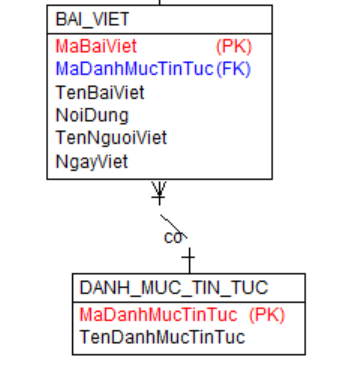 BAI_VIET
MaBaiViet (PK)
MaDanhMucTinTuc (FK)
TenBaiViet
NoiDung
TenNguoiViet
NgayViet
co
DANH_MUC_TIN_TUC
MaDanhMucTinTuc (PK)
TenDanhMucTinTuc